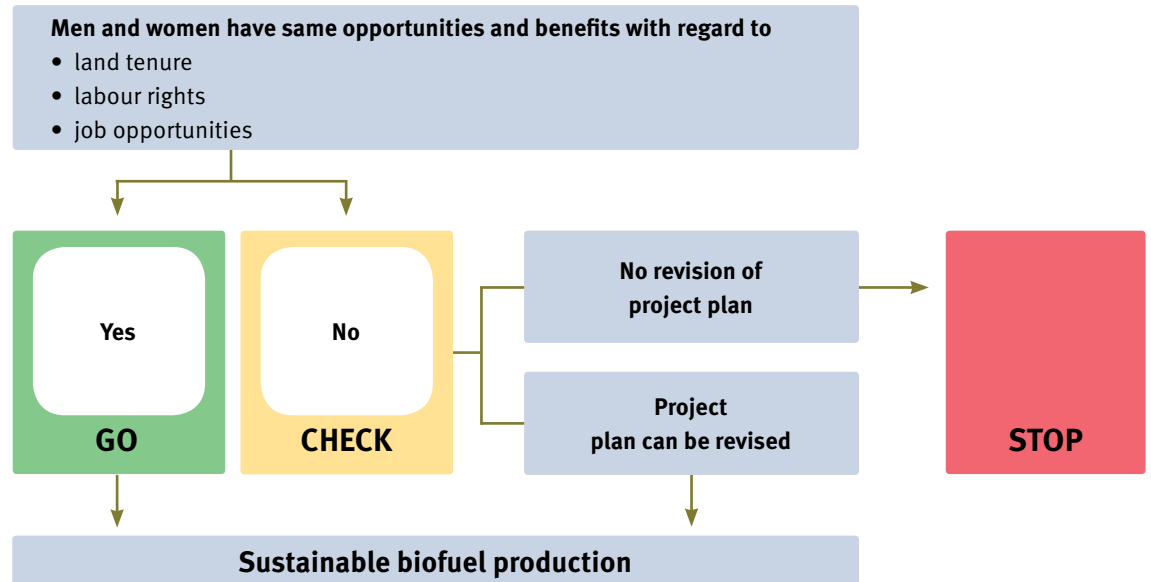 Men and women have same opportunities and benefits with regard to
• land tenure
• labour rights
• job opportunities
Yes
GO
No
CHECK
No revision of
project plan
Project
plan can be revised
STOP
Sustainable biofuel production